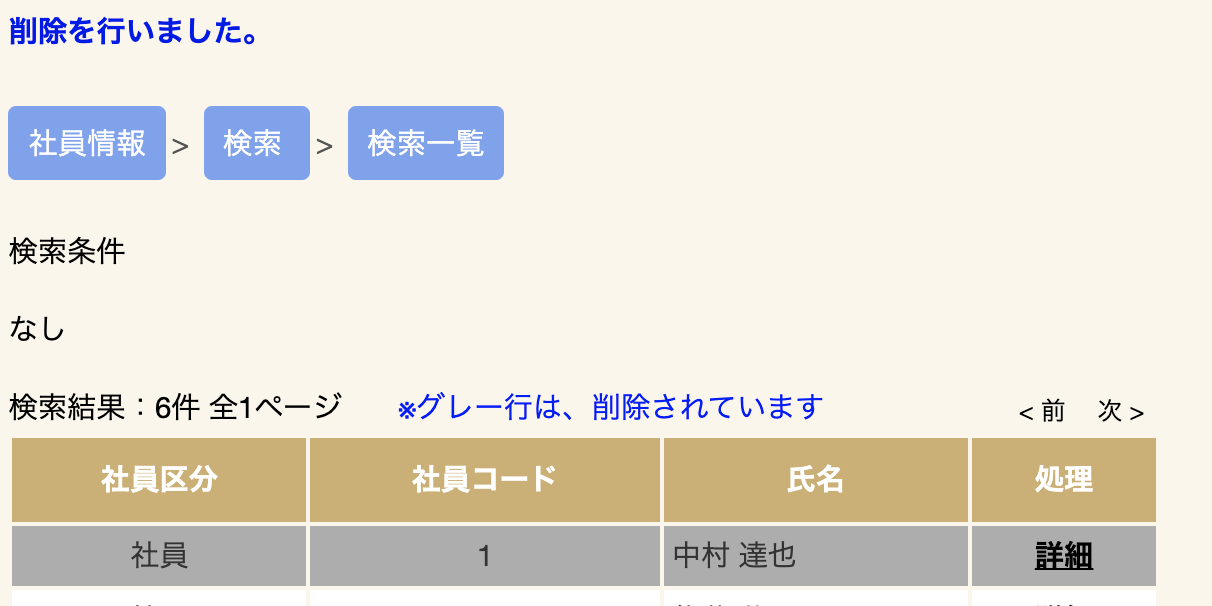 削除を行いました。
社員情報 > 検索 > 検索一覧
検索条件
なし
検索結果：6件 全1ページ ※グレー行は、削除されています < 前 次 >
社員区分 社員コード 氏名 処理
社員 1 中村 達也 詳細